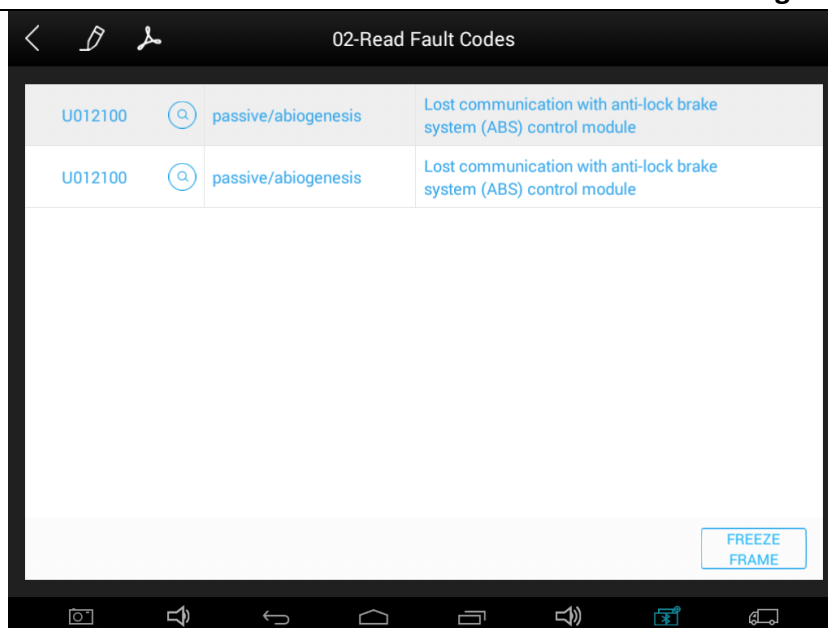 02-Read Fault Codes
U012100 passive/abiogenesis Lost communication with anti-lock brake
system (ABS) control module
U012100 passive/abiogenesis Lost communication with anti-lock brake
system (ABS) control module
FREEZE
FRAME